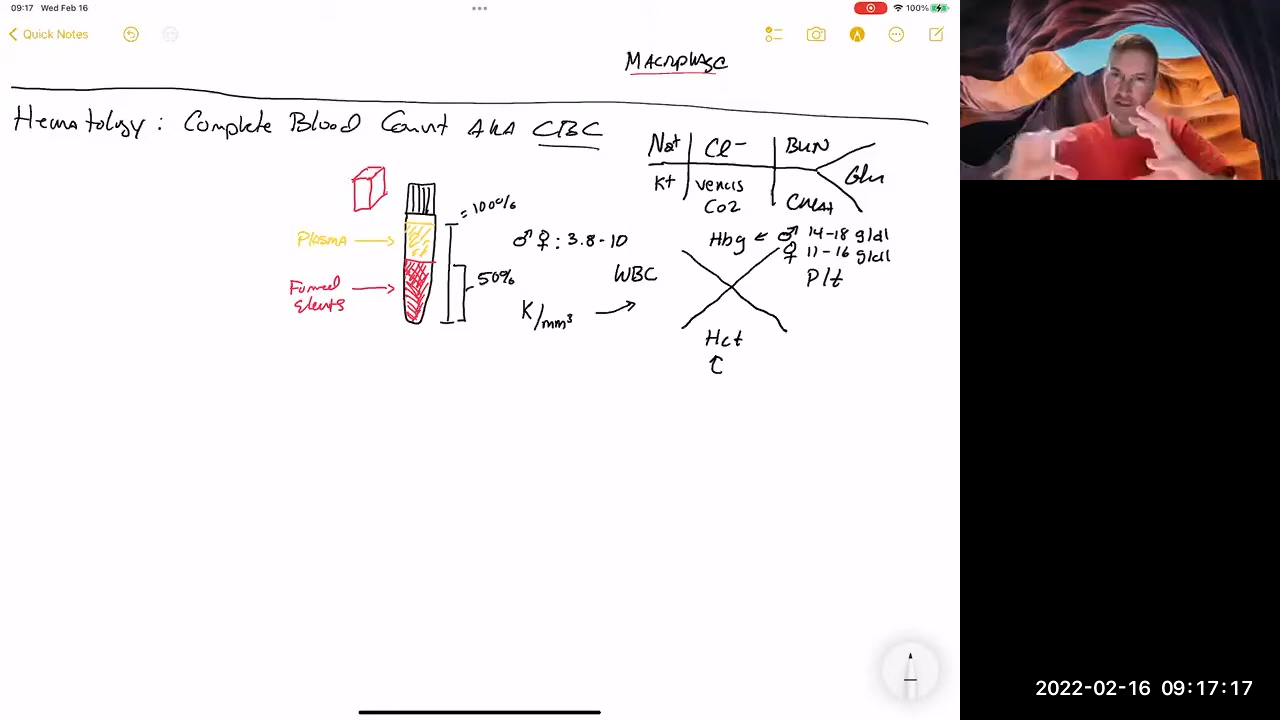 09:17 Wed Feb 16
100%
Quick Notes
Macrophage
Hematology: Complete Blood Count AKA CBC
Na+ Cl- BUN
K+ venous CO2 Creat Glu
= 100%
Plasma
50%
Formed
♂ ♀: 3.8-10
K/mm³
WBC
Hbg ♂ 14-18 g/dl
♀ 11-16 g/dl
Plt
Hct
2022-02-16 09:17:17